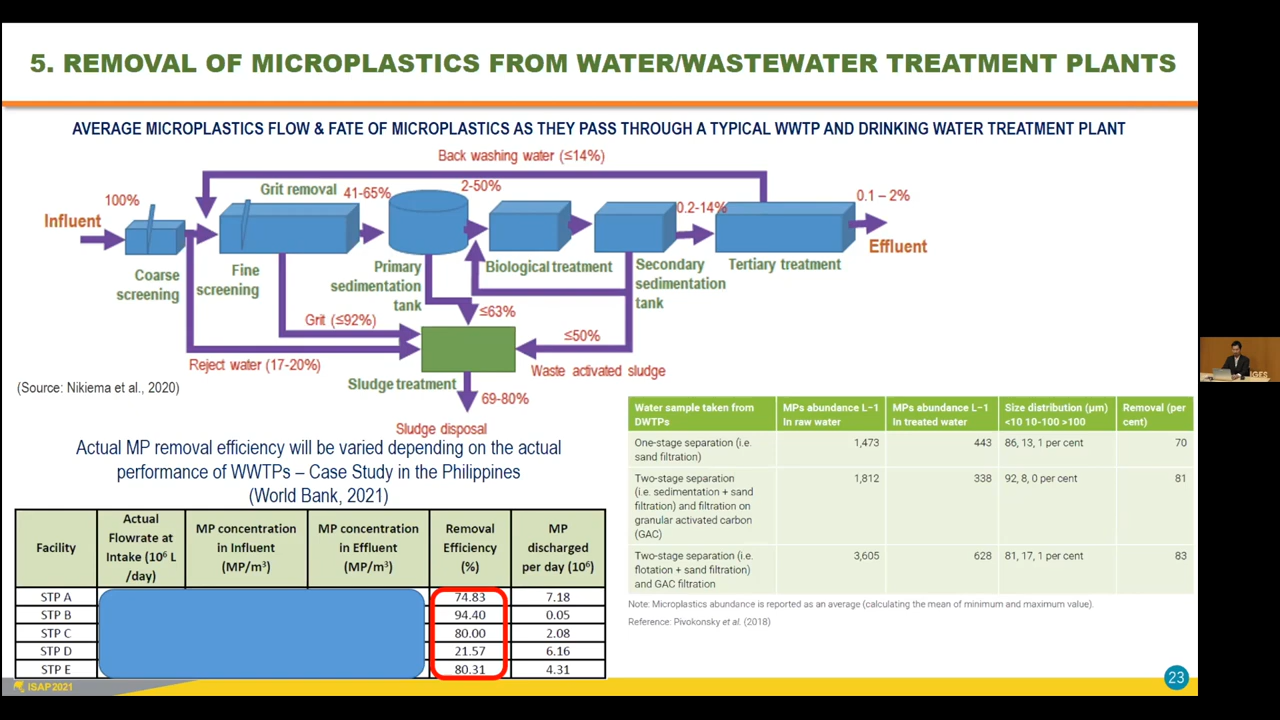 5. REMOVAL OF MICROPLASTICS FROM WATER/WASTEWATER TREATMENT PLANTS
AVERAGE MICROPLASTICS FLOW & FATE OF MICROPLASTICS AS THEY PASS THROUGH A TYPICAL WWTP AND DRINKING WATER TREATMENT PLANT
Back washing water (≤14%)
Influent
100%
Coarse
screening
Grit removal
Fine
screening
41-65%
Primary
sedimentation
tank
2-50%
Biological treatment
Secondary
sedimentation
tank
0.2-14%
Tertiary treatment
0.1 – 2%
Effluent
Grit (≤92%)
Reject water (17-20%)
≤63%
≤50%
Waste activated sludge
Sludge treatment
69-80%
Sludge disposal
(Source: Nikiema et al., 2020)
Actual MP removal efficiency will be varied depending on the actual
performance of WWTPs – Case Study in the Philippines
(World Bank, 2021)
Facility
Actual
Flowrate at
Intake (10⁶ L
/day)
MP concentration
in Influent
(MP/m³)
MP concentration
in Effluent
(MP/m³)
Removal
Efficiency
(%)
MP
discharged
per day (10⁶)
STP A 74.83 7.18
STP B 94.40 0.05
STP C 80.00 2.08
STP D 21.57 6.16
STP E 80.31 4.31
Water sample taken from
DWTPs
MPs abundance L−1
In raw water
MPs abundance L−1
In treated water
Size distribution (µm)
<10 10-100 >100
Removal (per
cent)
One-stage separation (i.e.
sand filtration)
1,473 443 86, 13, 1 per cent 70
Two-stage separation
(i.e. sedimentation + sand
filtration) and filtration on
granular activated carbon
(GAC)
1,812 338 92, 8, 0 per cent 81
Two-stage separation (i.e.
flotation + sand filtration)
and GAC filtration
3,605 628 81, 17, 1 per cent 83
Note: Microplastics abundance is reported as an average (calculating the mean of minimum and maximum value).
Reference: Pivokonsky et al. (2018)
ISAP2021
23
IGES